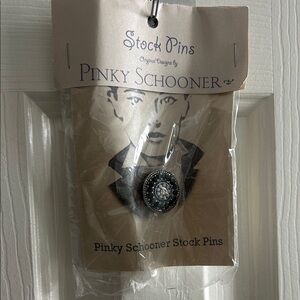 Stock Pins
Original Designs by
PINKY SCHOONER
Pinky Schooner Stock Pins